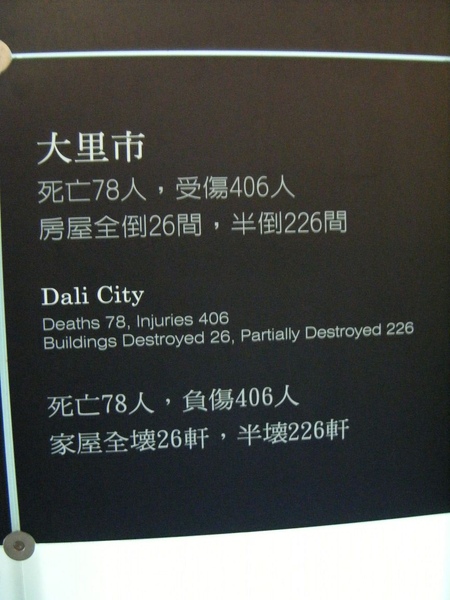 大里市
死亡78人，受傷406人
房屋全倒26間，半倒226間
Dali City
Deaths 78, Injuries 406
Buildings Destroyed 26, Partially Destroyed 226
死亡78人，負傷406人
家屋全壊26軒，半壊226軒